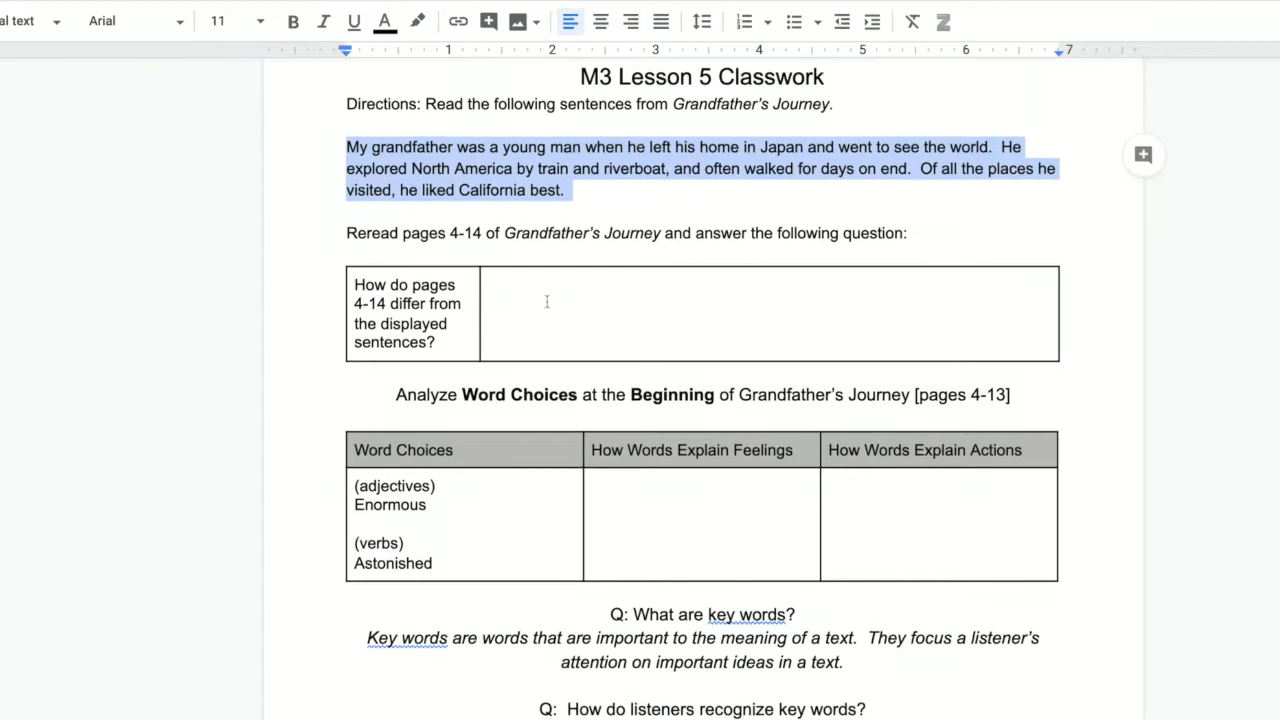 al text Arial 11 B I U A
1 2 3 4 5 6 7
M3 Lesson 5 Classwork
Directions: Read the following sentences from Grandfather's Journey.
My grandfather was a young man when he left his home in Japan and went to see the world. He
explored North America by train and riverboat, and often walked for days on end. Of all the places he
visited, he liked California best.
Reread pages 4-14 of Grandfather's Journey and answer the following question:
How do pages
4-14 differ from
the displayed
sentences?
Analyze Word Choices at the Beginning of Grandfather's Journey [pages 4-13]
Word Choices How Words Explain Feelings How Words Explain Actions
(adjectives)
Enormous
(verbs)
Astonished
Q: What are key words?
Key words are words that are important to the meaning of a text. They focus a listener's
attention on important ideas in a text.
Q: How do listeners recognize key words?